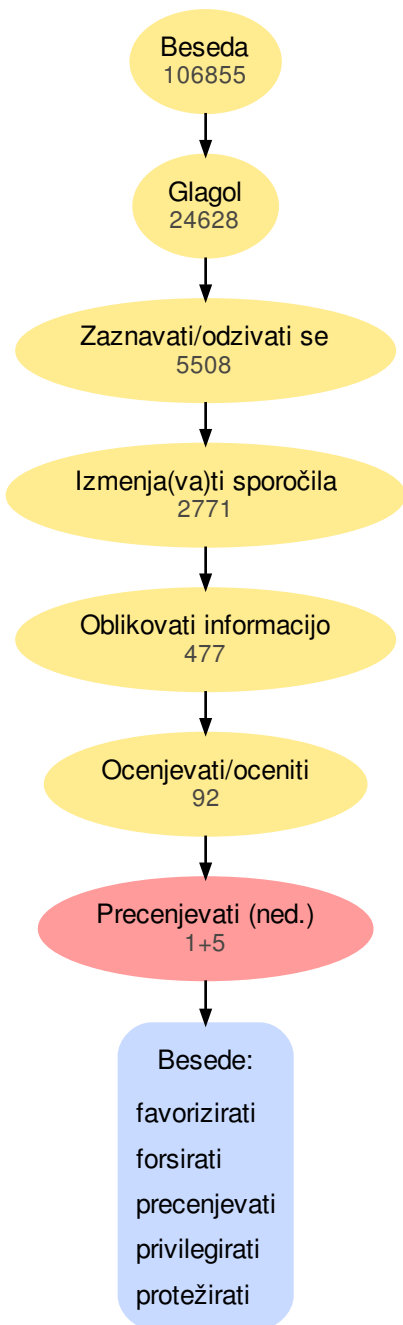 Beseda
106855
Glagol
24628
Zaznavati/odzivati se
5508
Izmenja(va)ti sporočila
2771
Oblikovati informacijo
477
Ocenjevati/oceniti
92
Precenjevati (ned.)
1+5
Besede:
favorizirati
forsirati
precenjevati
privilegirati
protežirati